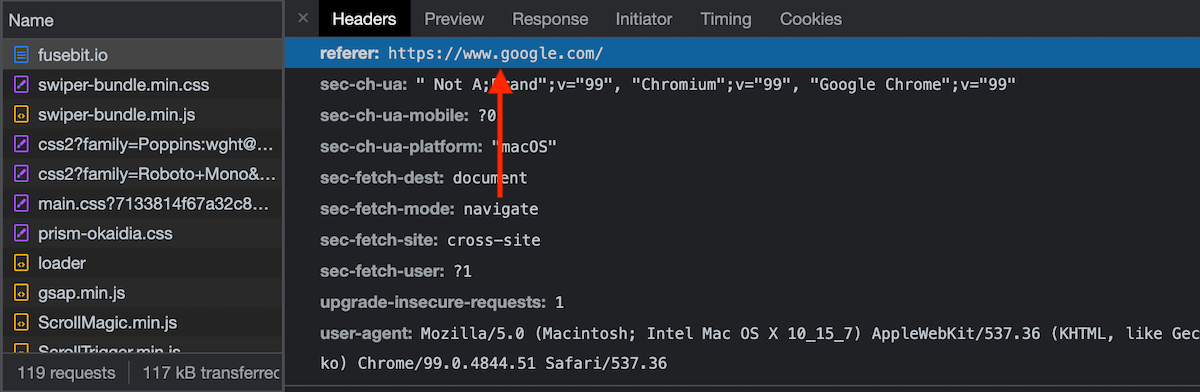 Name
× Headers Preview Response Initiator Timing Cookies
fusebit.io
swiper-bundle.min.css
swiper-bundle.min.js
css2?family=Poppins:wght@…
css2?family=Roboto+Mono&…
main.css?7133814f67a32c8…
prism-okaidia.css
loader
gsap.min.js
ScrollMagic.min.js
ScrollTrigger.min.js
119 requests 117 kB transferred
referer: https://www.google.com/
sec-ch-ua: " Not A;Brand";v="99", "Chromium";v="99", "Google Chrome";v="99"
sec-ch-ua-mobile: ?0
sec-ch-ua-platform: "macOS"
sec-fetch-dest: document
sec-fetch-mode: navigate
sec-fetch-site: cross-site
sec-fetch-user: ?1
upgrade-insecure-requests: 1
user-agent: Mozilla/5.0 (Macintosh; Intel Mac OS X 10_15_7) AppleWebKit/537.36 (KHTML, like Gec
ko) Chrome/99.0.4844.51 Safari/537.36